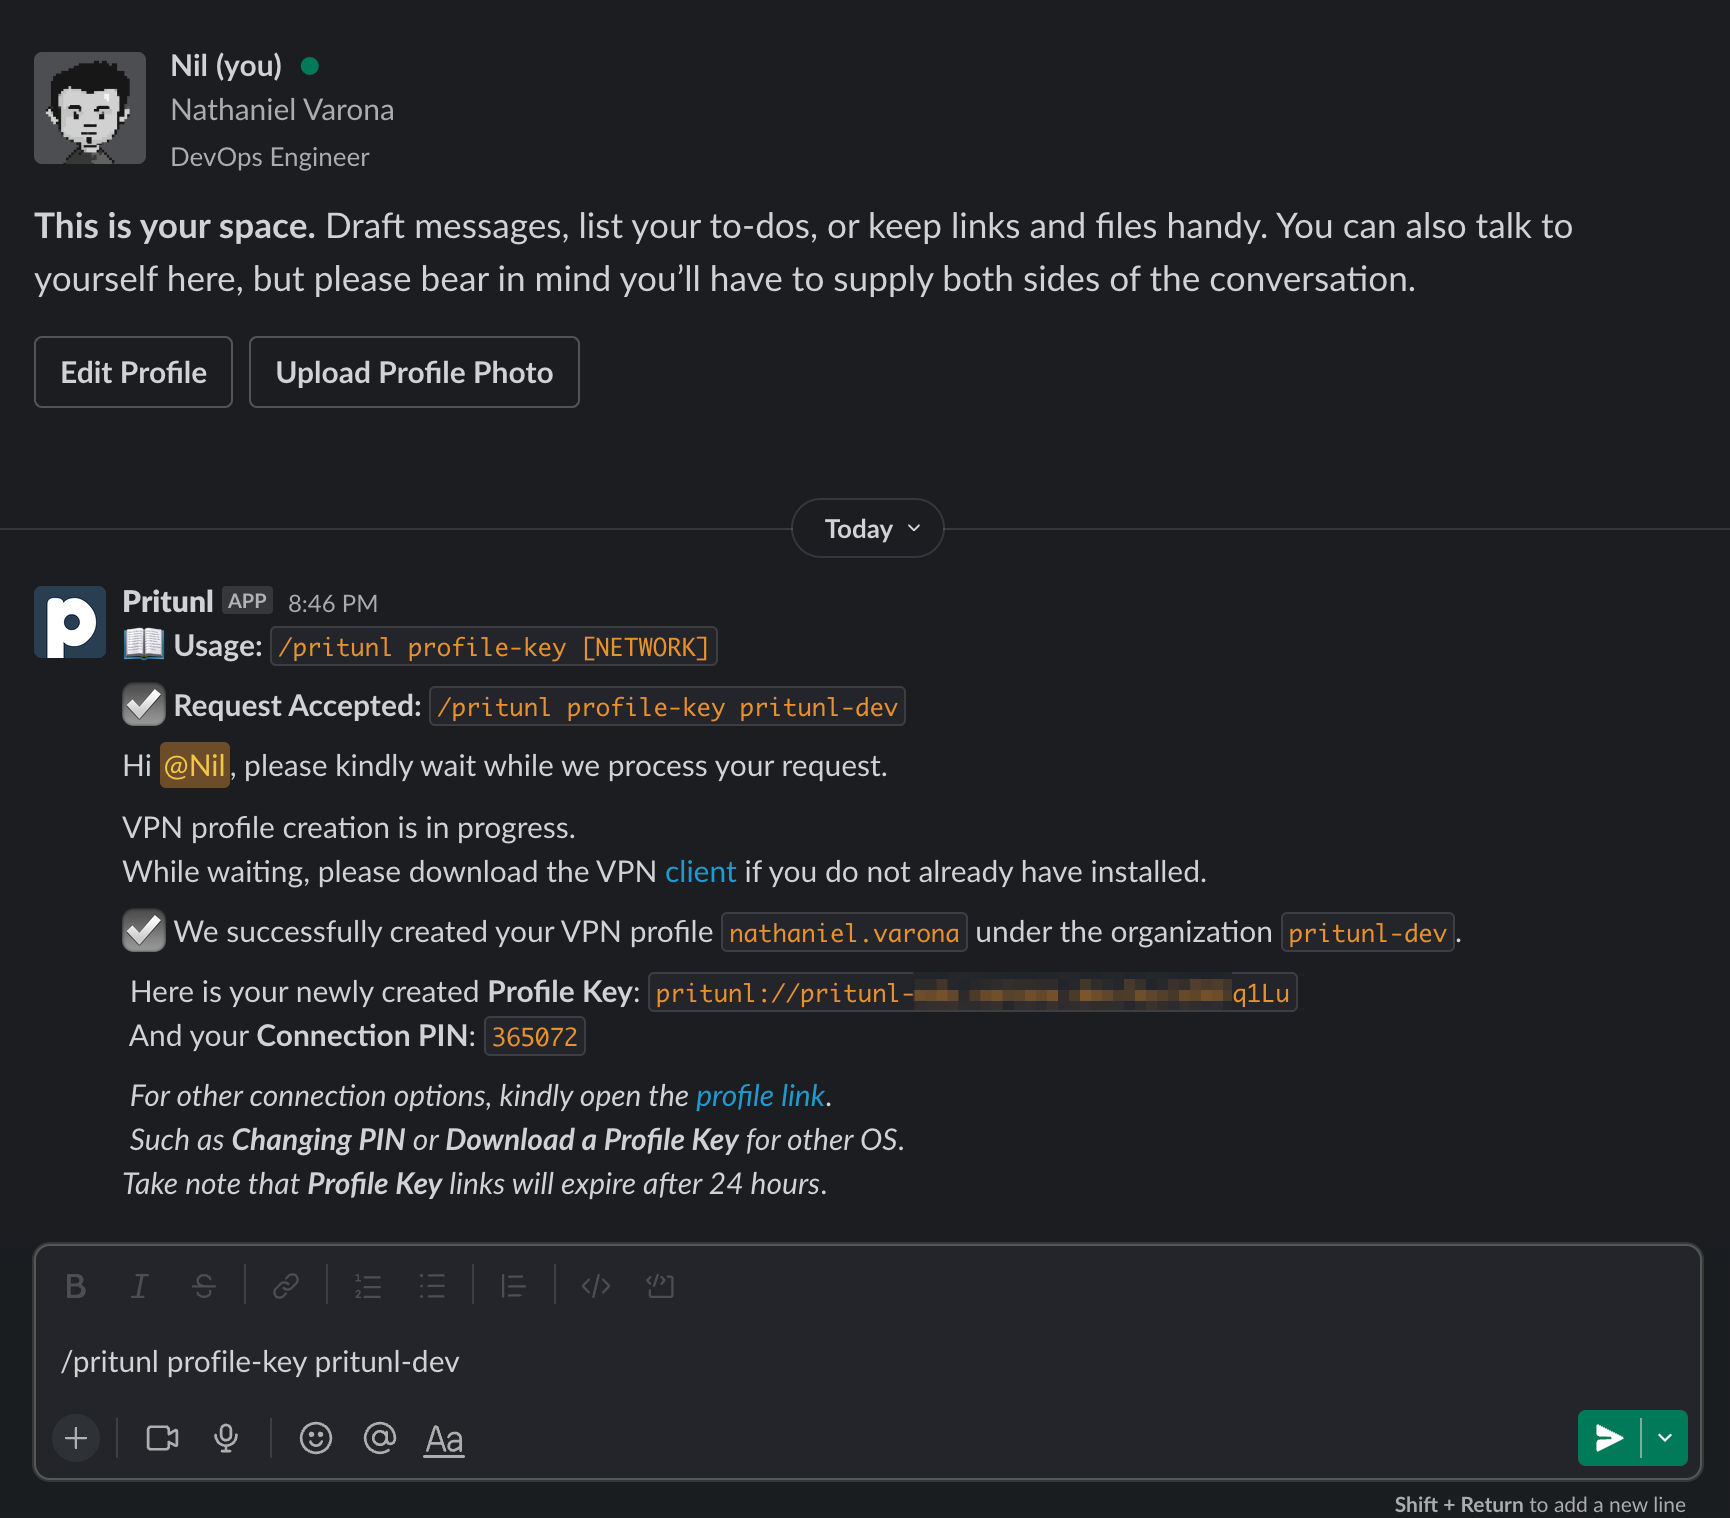 Nil (you)
Nathaniel Varona
DevOps Engineer
This is your space. Draft messages, list your to-dos, or keep links and files handy. You can also talk to
yourself here, but please bear in mind you’ll have to supply both sides of the conversation.
Edit Profile Upload Profile Photo
Today
Pritunl APP 8:46 PM
Usage: /pritunl profile-key [NETWORK]
Request Accepted: /pritunl profile-key pritunl-dev
Hi @Nil, please kindly wait while we process your request.
VPN profile creation is in progress.
While waiting, please download the VPN client if you do not already have installed.
We successfully created your VPN profile nathaniel.varona under the organization pritunl-dev.
Here is your newly created Profile Key: pritunl://pritunl- q1Lu
And your Connection PIN: 365072
For other connection options, kindly open the profile link.
Such as Changing PIN or Download a Profile Key for other OS.
Take note that Profile Key links will expire after 24 hours.
/pritunl profile-key pritunl-dev
Aa
Shift + Return to add a new line